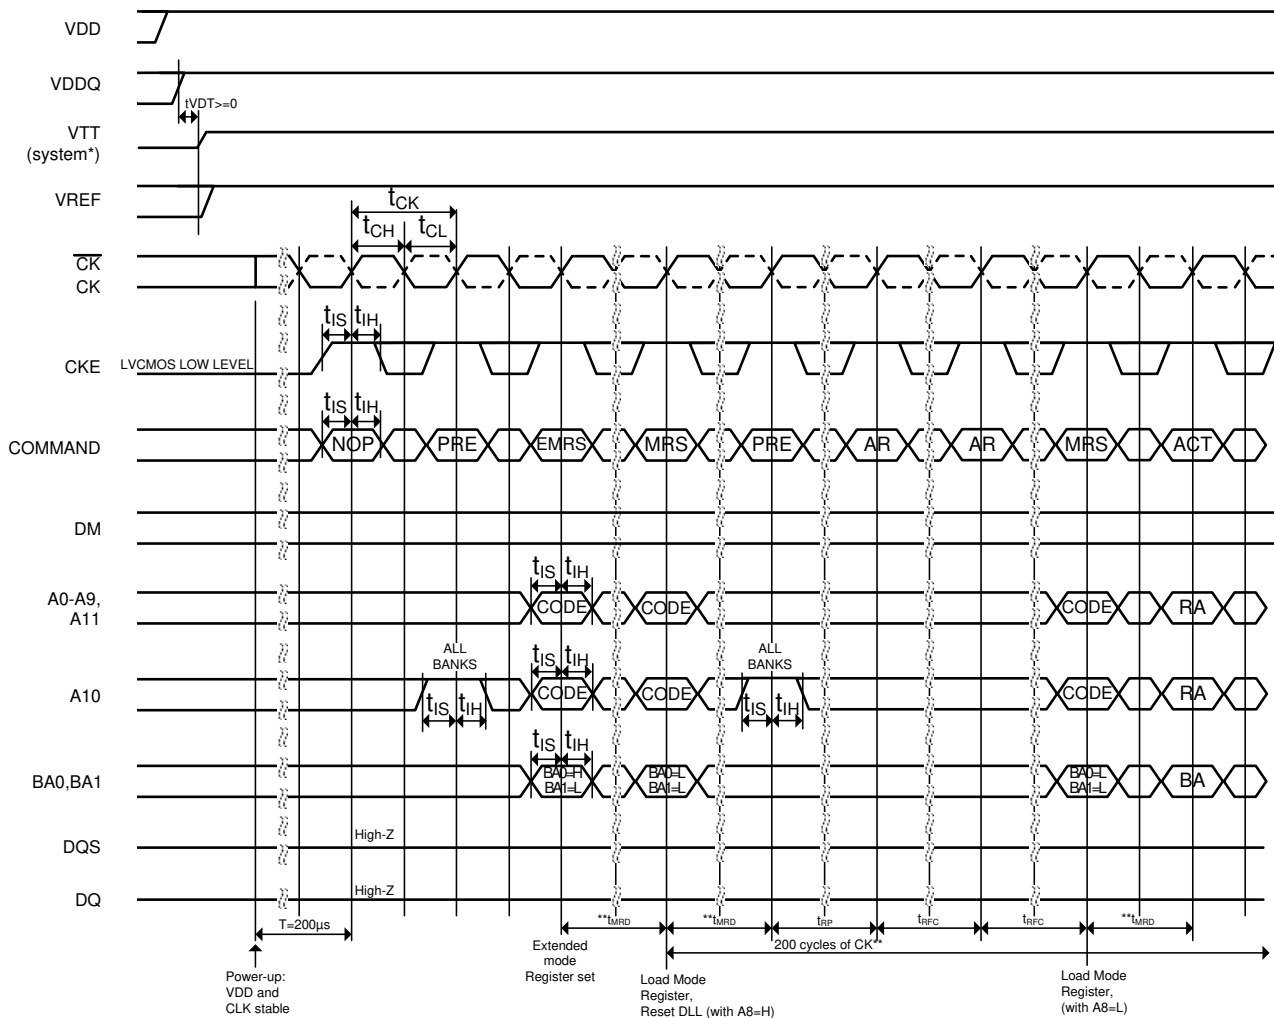 VDD
VDDQ
tVDT>=0
VTT
(system*)
VREF
tCK
tCH
tCL
CK
CK
tIS
tIH
CKE
LVCMOS LOW LEVEL
tIS
tIH
COMMAND
NOP
PRE
EMRS
MRS
PRE
AR
AR
MRS
ACT
DM
tIS
tIH
A0-A9,
A11
CODE
CODE
CODE
RA
ALL
BANKS
tIS
tIH
ALL
BANKS
A10
CODE
CODE
CODE
RA
tIS
tIH
tIS
tIH
tIS
tIH
BA0,BA1
BA0=H
BA1=L
BA0=L
BA1=L
BA0=L
BA1=L
BA
DQS
High-Z
DQ
High-Z
T=200µs
**tMRD
**tMRD
tRP
tRFC
tRFC
**tMRD
200 cycles of CK**
Power-up:
VDD and
CLK stable
Extended
mode
Register set
Load Mode
Register,
Reset DLL (with A8=H)
Load Mode
Register,
(with A8=L)